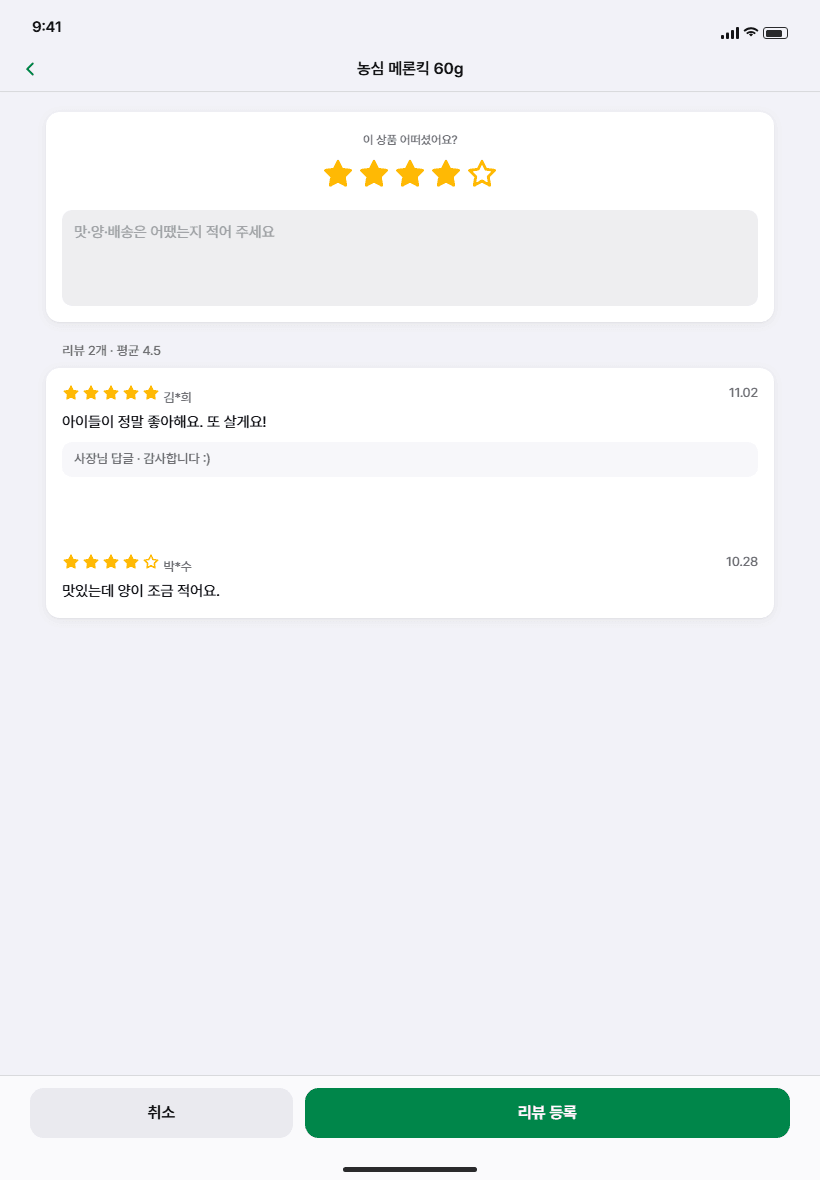 9:41
농심 메론킥 60g
이 상품 어떠셨어요?
맛·양·배송은 어땠는지 적어 주세요
리뷰 2개 · 평균 4.5
김*희 11.02
아이들이 정말 좋아해요. 또 살게요!
사장님 답글 · 감사합니다 :)
박*수 10.28
맛있는데 양이 조금 적어요.
취소 리뷰 등록